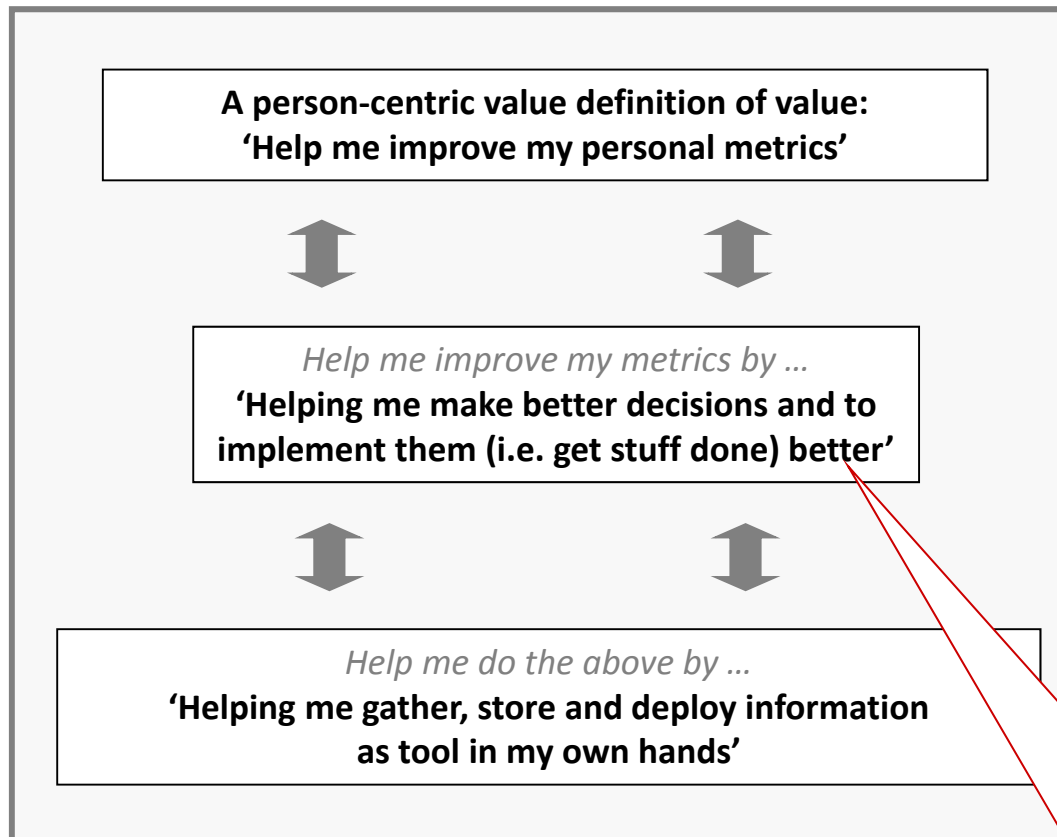 A person-centric value definition of value:
‘Help me improve my personal metrics’
Help me improve my metrics by …
‘Helping me make better decisions and to
implement them (i.e. get stuff done) better’
Help me do the above by …
‘Helping me gather, store and deploy information
as tool in my own hands’